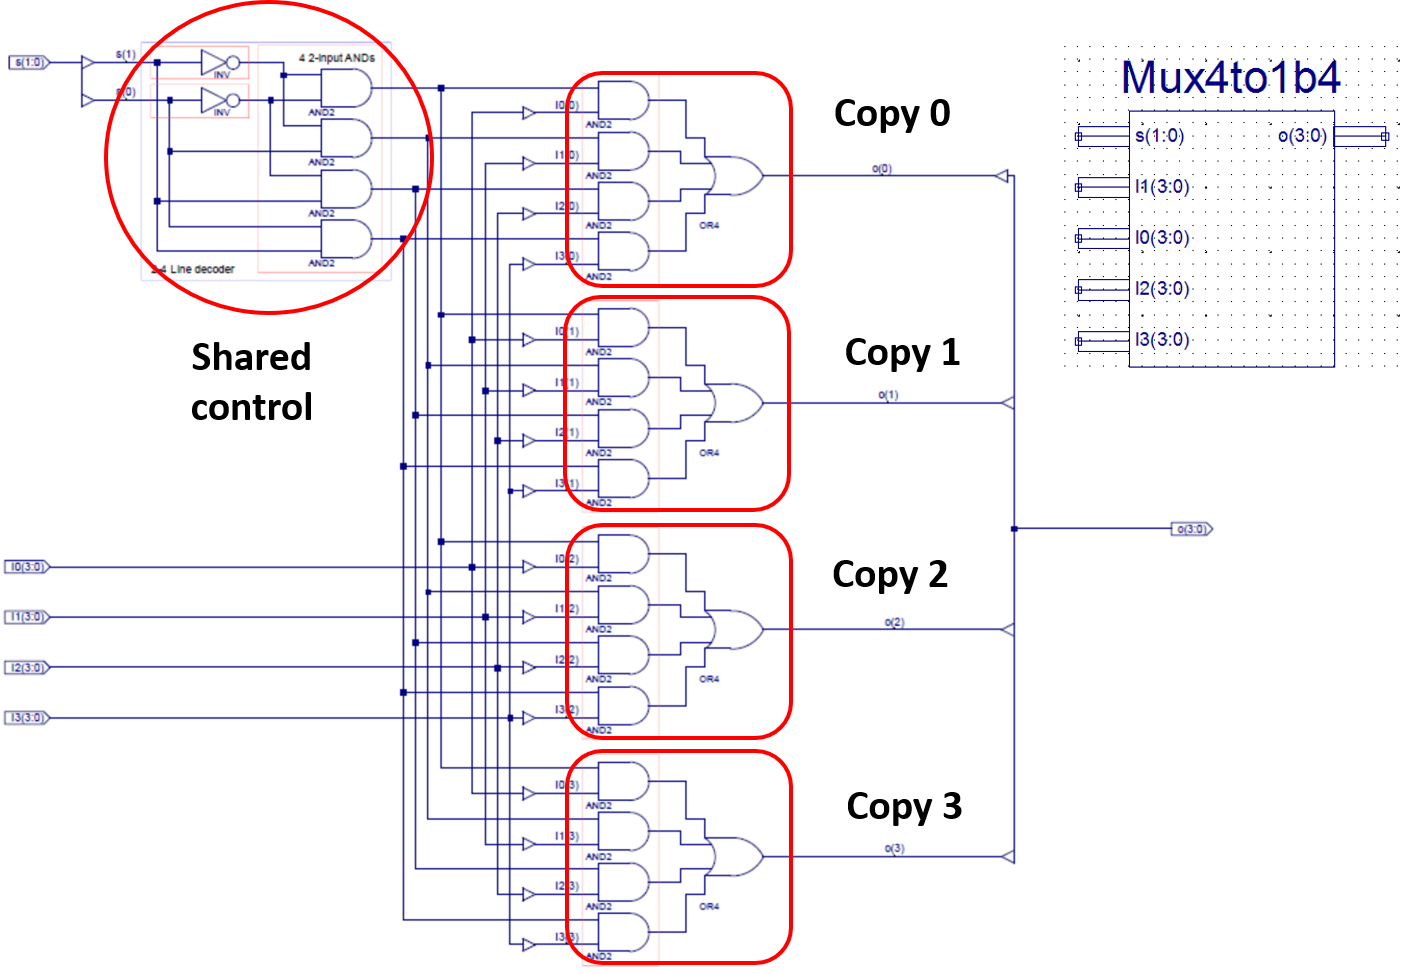 s(1:0)
s(1)
s(0)
INV
INV
4 2-input ANDs
AND2
AND2
AND2
AND2
2-4 Line decoder
Shared
control
I0(0)
AND2
I1(0)
AND2
I2(0)
AND2
I3(0)
AND2
OR4
o(0)
Copy 0
I0(1)
AND2
I1(1)
AND2
I2(1)
AND2
I3(1)
AND2
OR4
o(1)
Copy 1
I0(2)
AND2
I1(2)
AND2
I2(2)
AND2
I3(2)
AND2
OR4
o(2)
Copy 2
I0(3)
AND2
I1(3)
AND2
I2(3)
AND2
I3(3)
AND2
OR4
o(3)
Copy 3
I0(3:0)
I1(3:0)
I2(3:0)
I3(3:0)
o(3:0)
Mux4to1b4
s(1:0)
o(3:0)
I1(3:0)
I0(3:0)
I2(3:0)
I3(3:0)